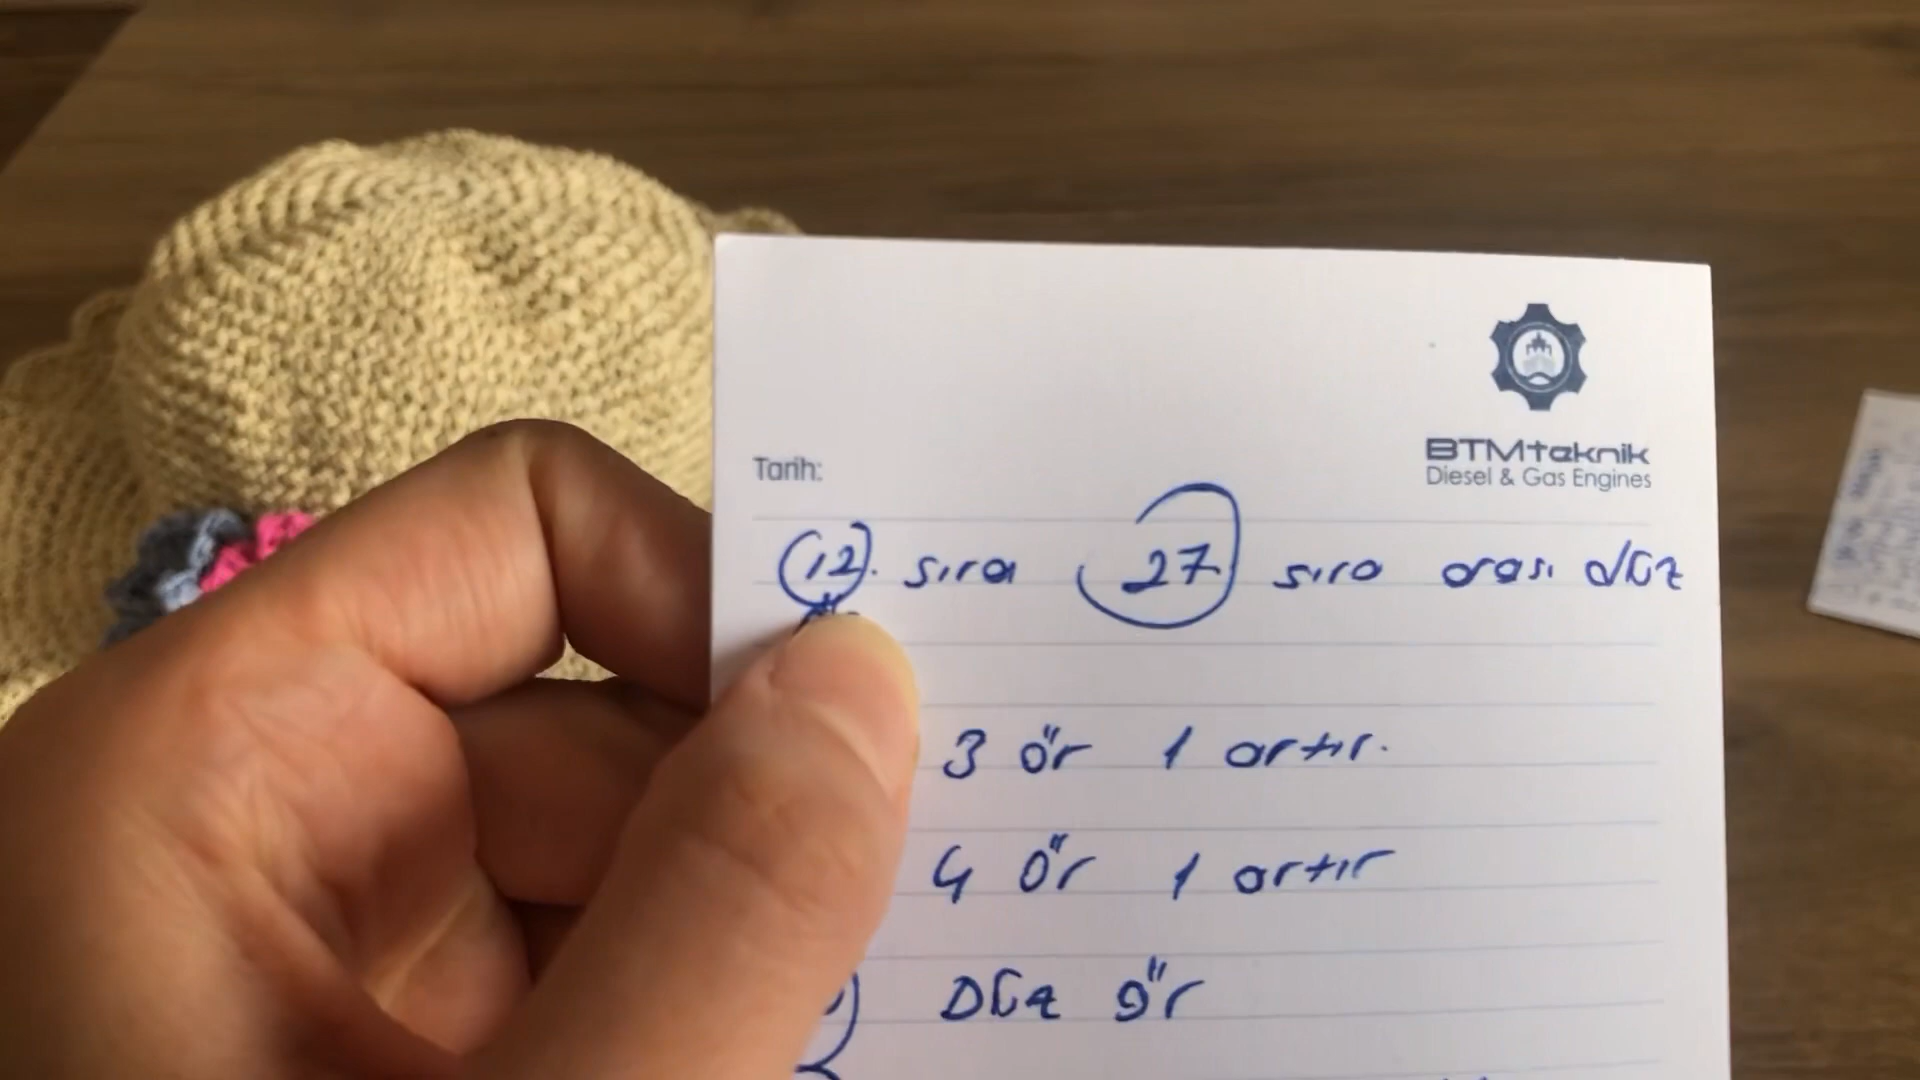 BTMteknik
Diesel & Gas Engines
Tarih:
12. sıra 27. sıra arası düz
ör
3 ör 1 artır.
4 ör 1 artır
Düz ör